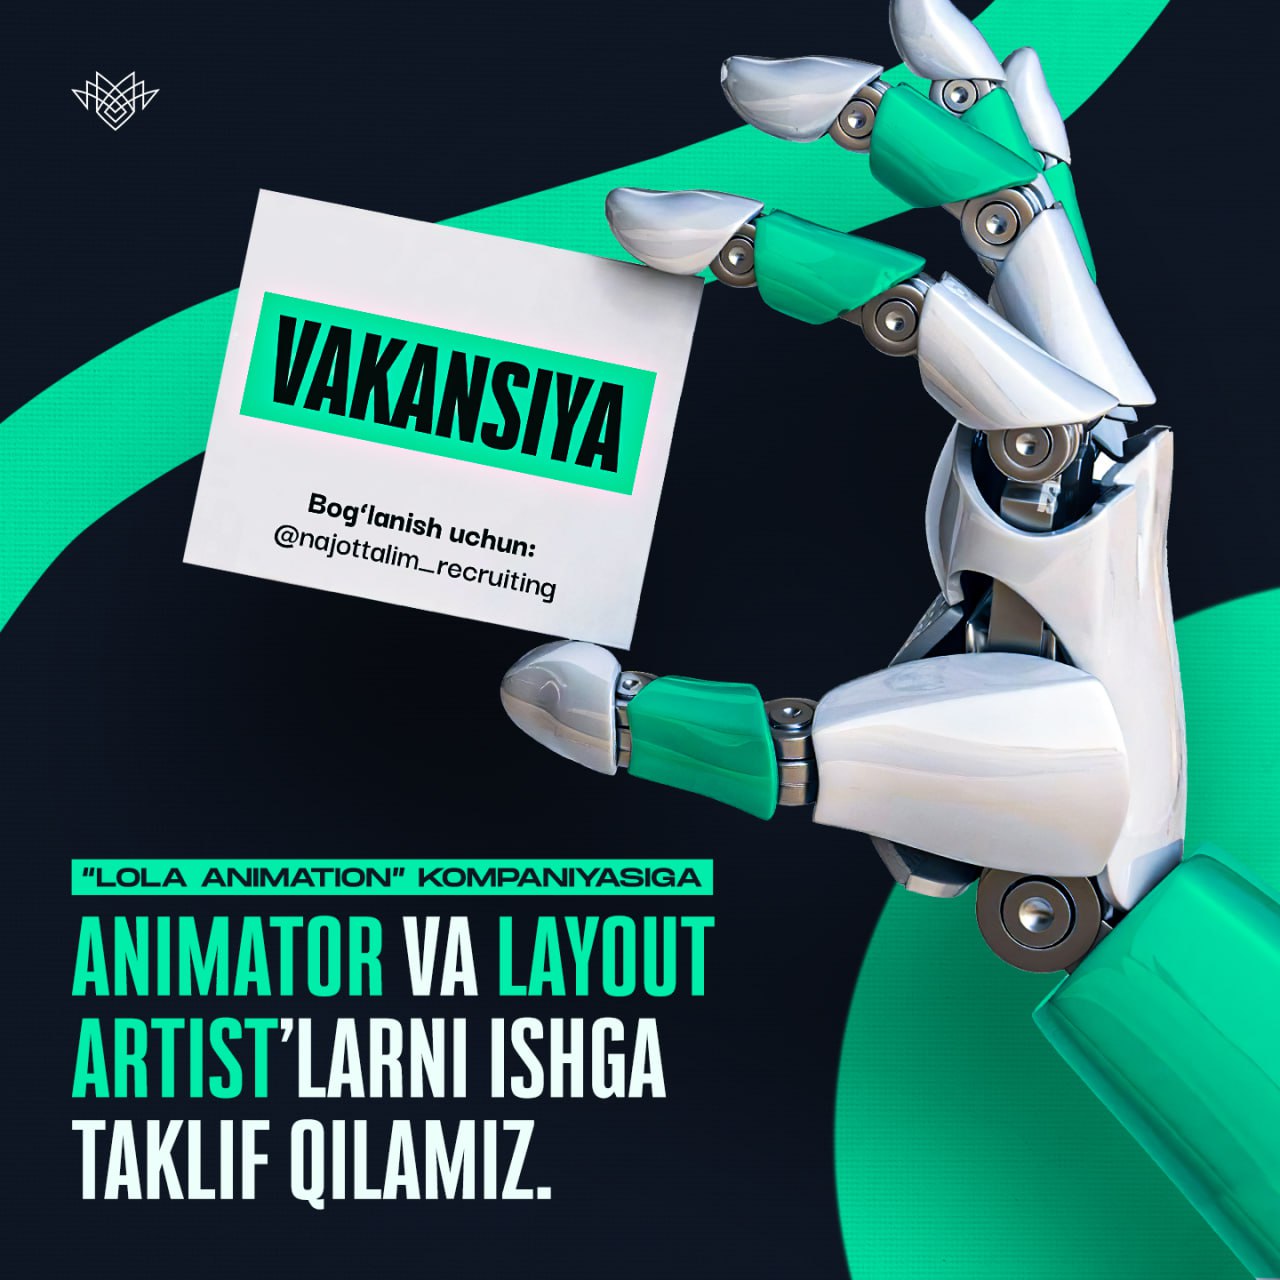 VAKANSIYA
Bog‘lanish uchun:
@najottalim_recruiting
“LOLA ANIMATION” KOMPANIYASIGA
ANIMATOR VA LAYOUT
ARTIST’LARNI ISHGA
TAKLIF QILAMIZ.